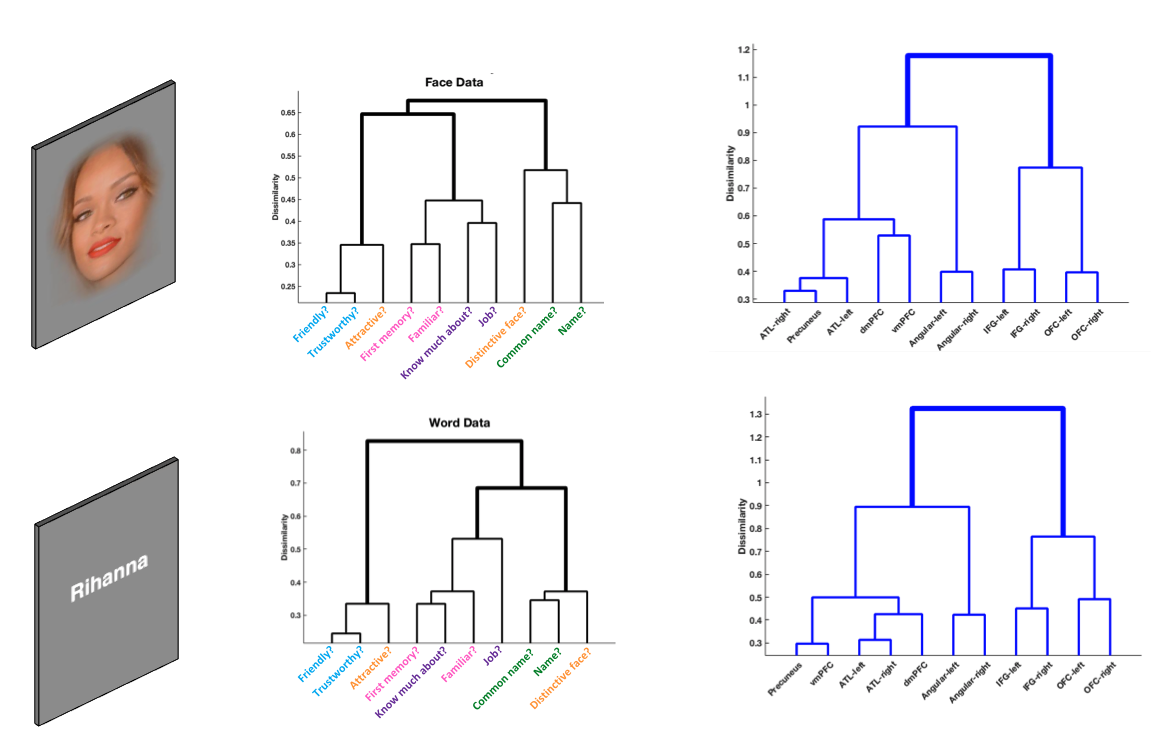 Face Data
Dissimilarity
0.65
0.6
0.55
0.5
0.45
0.4
0.35
0.3
0.25
Friendly?
Trustworthy?
Attractive?
First memory?
Familiar?
Know much about?
Job?
Distinctive face?
Common name?
Name?
Dissimilarity
1.2
1.1
1
0.9
0.8
0.7
0.6
0.5
0.4
0.3
ATL-right
Precuneus
ATL-left
dmPFC
vmPFC
Angular-left
Angular-right
IFG-left
IFG-right
OFC-left
OFC-right
Rihanna
Word Data
Dissimilarity
0.8
0.7
0.6
0.5
0.4
0.3
Friendly?
Trustworthy?
Attractive?
First memory?
Know much about?
Familiar?
Job?
Common name?
Name?
Distinctive face?
Dissimilarity
1.3
1.2
1.1
1
0.9
0.8
0.7
0.6
0.5
0.4
0.3
Precuneus
vmPFC
ATL-left
ATL-right
dmPFC
Angular-left
Angular-right
IFG-left
IFG-right
OFC-left
OFC-right